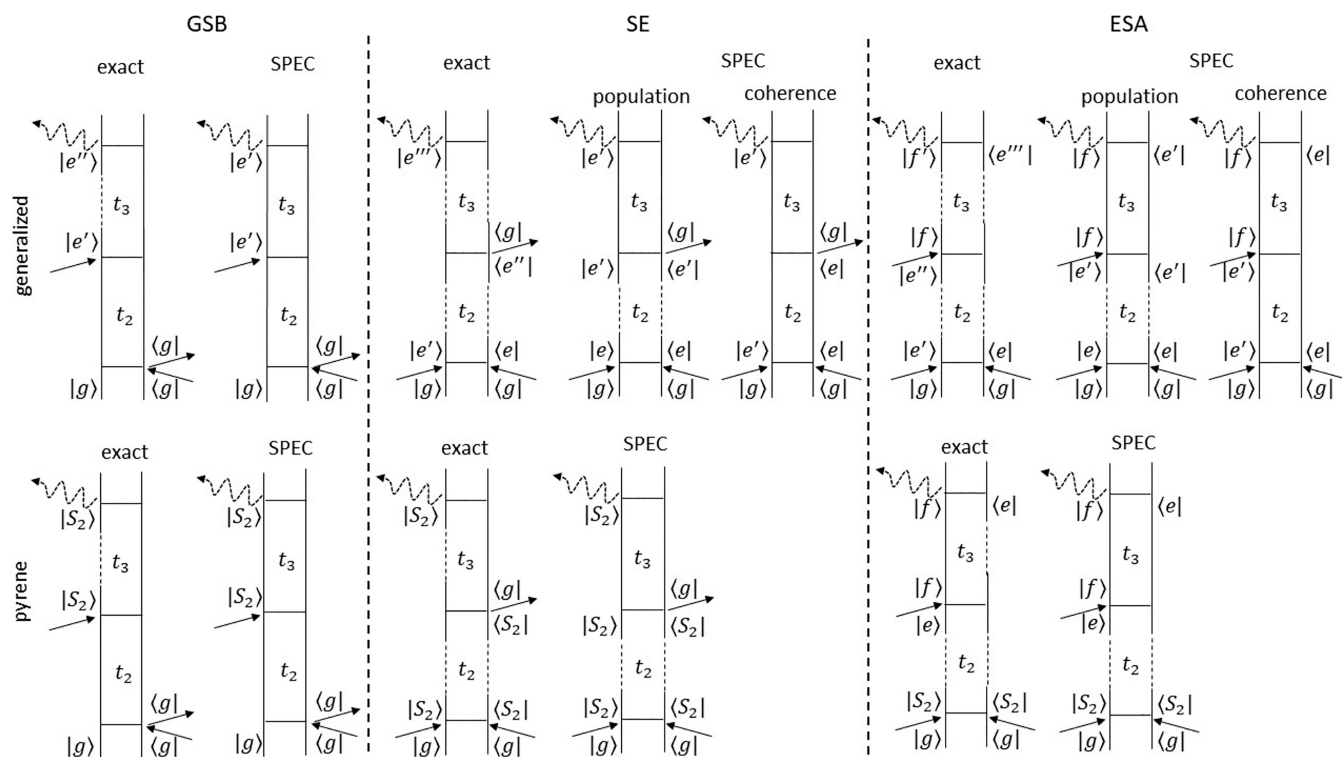 GSB SE ESA
exact SPEC exact SPEC exact SPEC
population coherence population coherence
|e''⟩ |e'⟩ |e'''⟩ |e'⟩ |e'⟩ |f'⟩ ⟨e'''| |f⟩ ⟨e'| |f⟩ ⟨e|
generalized
t₃ t₃ t₃ t₃ t₃ t₃ t₃ t₃
|e'⟩ |e'⟩ ⟨g| ⟨g| ⟨g| |f⟩ |f⟩ |f⟩
⟨e''| |e'⟩ ⟨e'| ⟨e| |e''⟩ |e'⟩ ⟨e'| |e'⟩
t₂ t₂ t₂ t₂ t₂ t₂ t₂ t₂
⟨g| ⟨g| |e'⟩ ⟨e| |e⟩ ⟨e| |e'⟩ ⟨e| |e'⟩ ⟨e| |e⟩ ⟨e| |e'⟩ ⟨e|
|g⟩ ⟨g| |g⟩ ⟨g| |g⟩ ⟨g| |g⟩ ⟨g| |g⟩ ⟨g| |g⟩ ⟨g| |g⟩ ⟨g| |g⟩ ⟨g|
exact SPEC exact SPEC exact SPEC
|S₂⟩ |S₂⟩ |S₂⟩ |S₂⟩ |f⟩ ⟨e| |f⟩ ⟨e|
pyrene
t₃ t₃ t₃ t₃ t₃ t₃
|S₂⟩ |S₂⟩ ⟨g| ⟨g| |f⟩ |f⟩
⟨S₂| |S₂⟩ ⟨S₂| |e⟩ |e⟩
t₂ t₂ t₂ t₂ t₂ t₂
⟨g| ⟨g| |S₂⟩ ⟨S₂| |S₂⟩ ⟨S₂| |S₂⟩ ⟨S₂| |S₂⟩ ⟨S₂|
|g⟩ ⟨g| |g⟩ ⟨g| |g⟩ ⟨g| |g⟩ ⟨g| |g⟩ ⟨g| |g⟩ ⟨g|